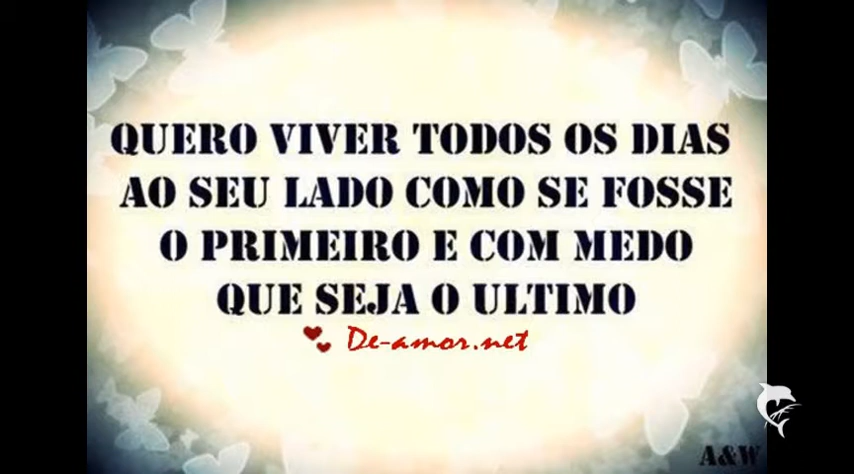 QUERO VIVER TODOS OS DIAS
AO SEU LADO COMO SE FOSSE
O PRIMEIRO E COM MEDO
QUE SEJA O ULTIMO
De-amor.net
A&W